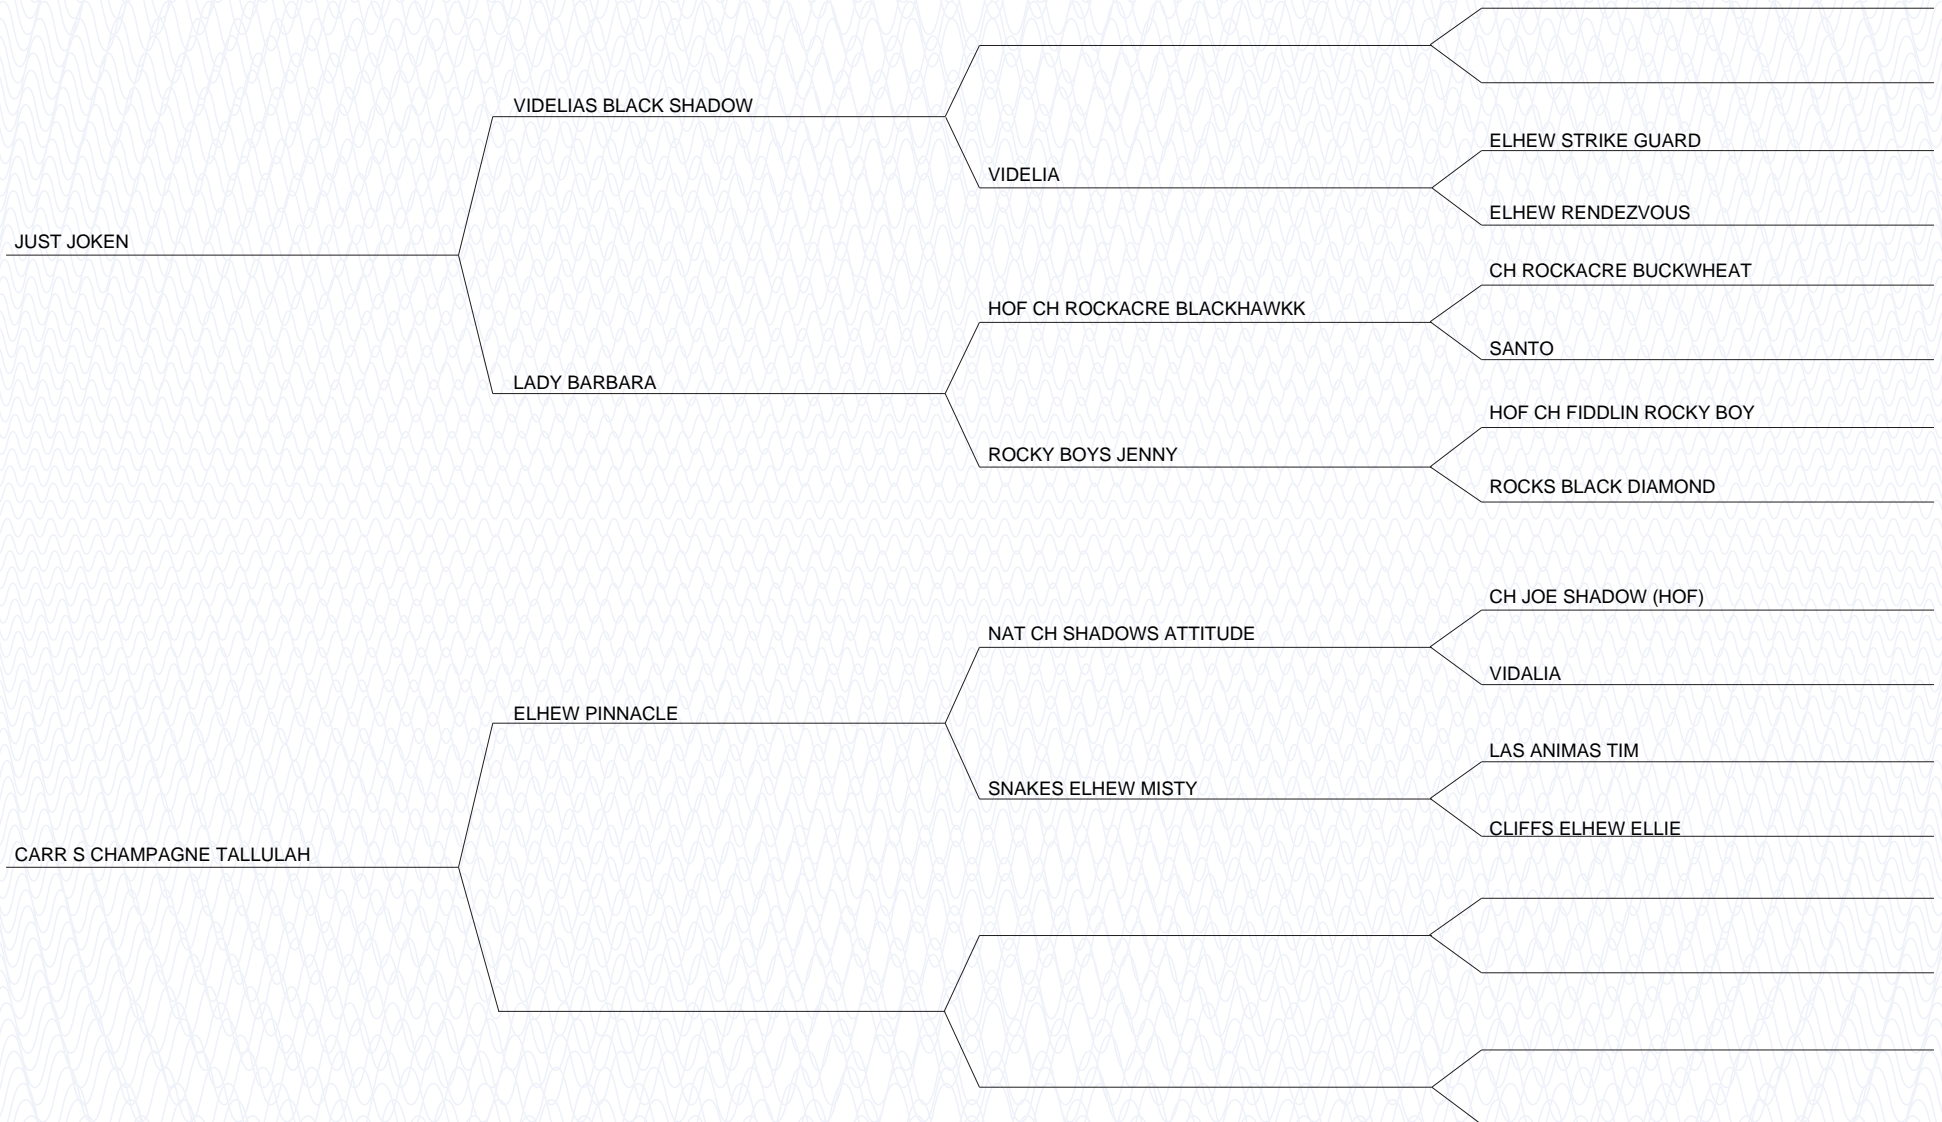 VIDELIAS BLACK SHADOW
ELHEW STRIKE GUARD
VIDELIA
ELHEW RENDEZVOUS
JUST JOKEN
CH ROCKACRE BUCKWHEAT
HOF CH ROCKACRE BLACKHAWKK
SANTO
LADY BARBARA
HOF CH FIDDLIN ROCKY BOY
ROCKY BOYS JENNY
ROCKS BLACK DIAMOND
CH JOE SHADOW (HOF)
NAT CH SHADOWS ATTITUDE
VIDALIA
ELHEW PINNACLE
LAS ANIMAS TIM
SNAKES ELHEW MISTY
CLIFFS ELHEW ELLIE
CARR S CHAMPAGNE TALLULAH